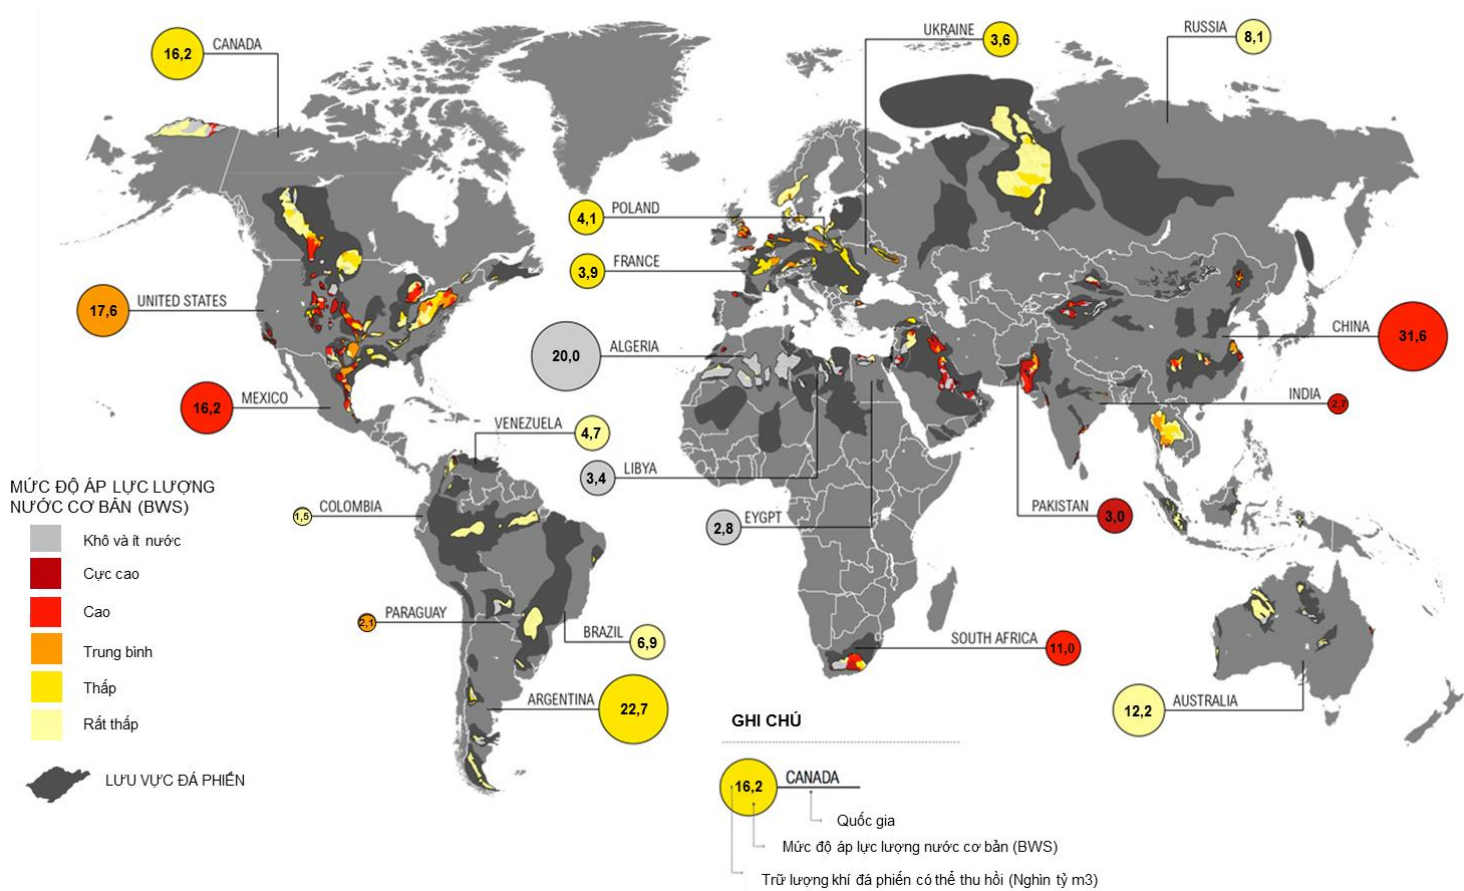 16,2 CANADA
UKRAINE 3,6
RUSSIA 8,1
4,1 POLAND
3,9 FRANCE
17,6 UNITED STATES
20,0 ALGERIA
CHINA 31,6
16,2 MEXICO
INDIA 2,7
VENEZUELA 4,7
3,4 LIBYA
1,5 COLOMBIA
2,8 EYGPT
PAKISTAN 3,0
2,1 PARAGUAY
BRAZIL 6,9
SOUTH AFRICA 11,0
ARGENTINA 22,7
12,2 AUSTRALIA
MỨC ĐỘ ÁP LỰC LƯỢNG
NƯỚC CƠ BẢN (BWS)
Khô và ít nước
Cực cao
Cao
Trung bình
Thấp
Rất thấp
LƯU VỰC ĐÁ PHIẾN
GHI CHÚ
16,2 CANADA
Quốc gia
Mức độ áp lực lượng nước cơ bản (BWS)
Trữ lượng khí đá phiến có thể thu hồi (Nghìn tỷ m3)